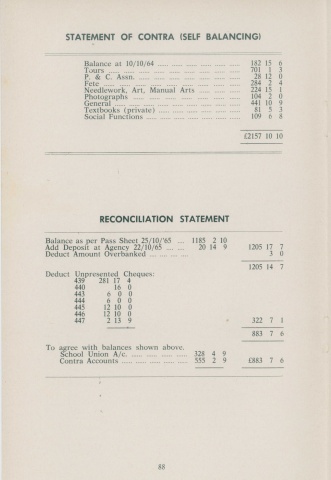 STATEMENT OF CONTRA (SELF BALANCING)
Balance at 10/10/64 ... ... ... ... ... ... 182 15 6
Tours ... ... ... ... ... ... ... ... ... 701 1 3
P. & C. Assn. ... ... ... ... ... ... ... 28 12 0
Fete ... ... ... ... ... ... ... ... ... 284 2 4
Needlework, Art, Manual Arts ... ... ... 224 15 1
Photographs ... ... ... ... ... ... ... 104 2 0
General ... ... ... ... ... ... ... ... 441 10 9
Textbooks (private) ... ... ... ... ... ... 81 5 3
Social Functions ... ... ... ... ... ... 109 6 8
£2157 10 10
RECONCILIATION STATEMENT
Balance as per Pass Sheet 25/10/'65 ... 1185 2 10
Add Deposit at Agency 22/10/65 ... ... 20 14 9 1205 17 7
Deduct Amount Overbanked ... ... ... ... 3 0
1205 14 7
Deduct Unpresented Cheques:
439 281 17 4
440 16 0
443 6 0 0
444 6 0 0
445 12 10 0
446 12 10 0
447 2 13 9 322 7 1
883 7 6
To agree with balances shown above.
School Union A/c. ... ... ... ... ... 328 4 9
Contra Accounts ... ... ... ... ... 555 2 9 £883 7 6
88